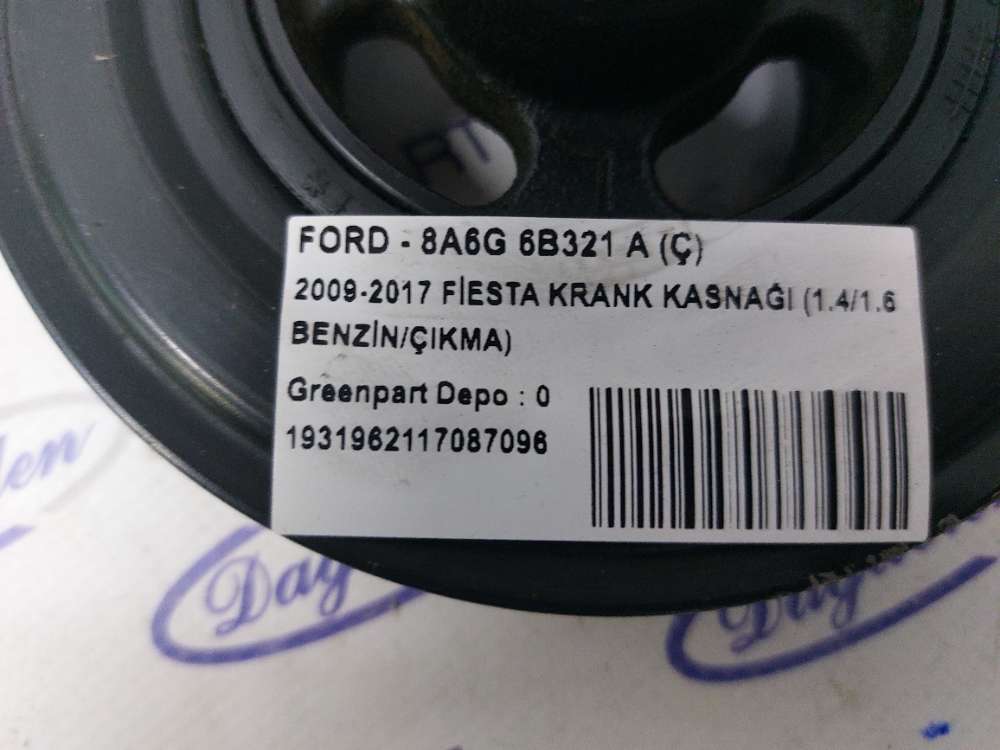 FORD - 8A6G 6B321 A (Ç)
2009-2017 FİESTA KRANK KASNAĞI (1.4/1.6
BENZİN/ÇIKMA)
Greenpart Depo : 0
1931962117087096